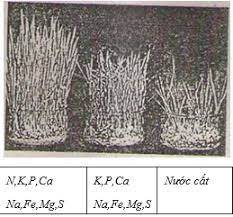 N,K,P,Ca
Na,Fe,Mg,S
K,P,Ca
Na,Fe,Mg,S
Nước cất